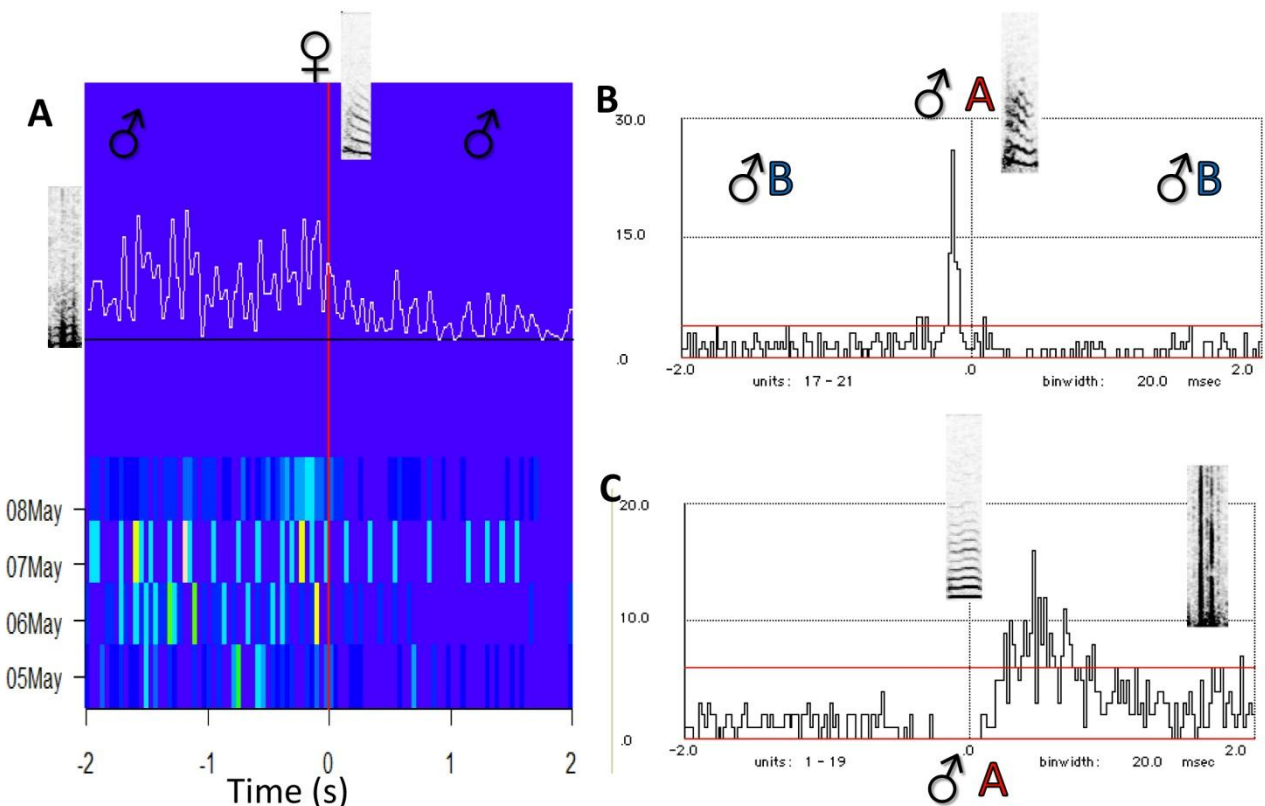 A
♂
♀
♂
08May
07May
06May
05May
-2
-1
0
1
2
Time (s)
B
♂ A
♂ B
♂ B
30.0
15.0
.0
-2.0
.0
2.0
units: 17 - 21
binwidth: 20.0 msec
C
20.0
10.0
.0
-2.0
.0
2.0
units: 1 - 19
binwidth: 20.0 msec
♂ A